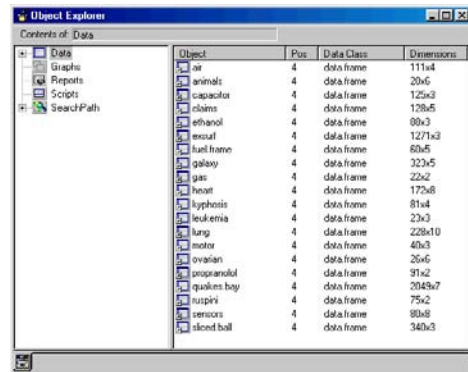 Object Explorer
Contents of: Data
Data
Graphs
Reports
Scripts
SearchPath
Object Pos Data Class Dimensions
air 4 data.frame 111x4
animals 4 data.frame 20x6
capacitor 4 data.frame 125x3
claims 4 data.frame 128x5
ethanol 4 data.frame 88x3
exsurf 4 data.frame 1271x3
fuel.frame 4 data.frame 60x5
galaxy 4 data.frame 323x5
gas 4 data.frame 22x2
heart 4 data.frame 172x8
kyphosis 4 data.frame 81x4
leukemia 4 data.frame 23x3
lung 4 data.frame 228x10
motor 4 data.frame 40x3
ovarian 4 data.frame 26x6
propranolol 4 data.frame 91x2
quakes.bay 4 data.frame 2049x7
ruspini 4 data.frame 75x2
sensors 4 data.frame 80x8
sliced.ball 4 data.frame 340x3